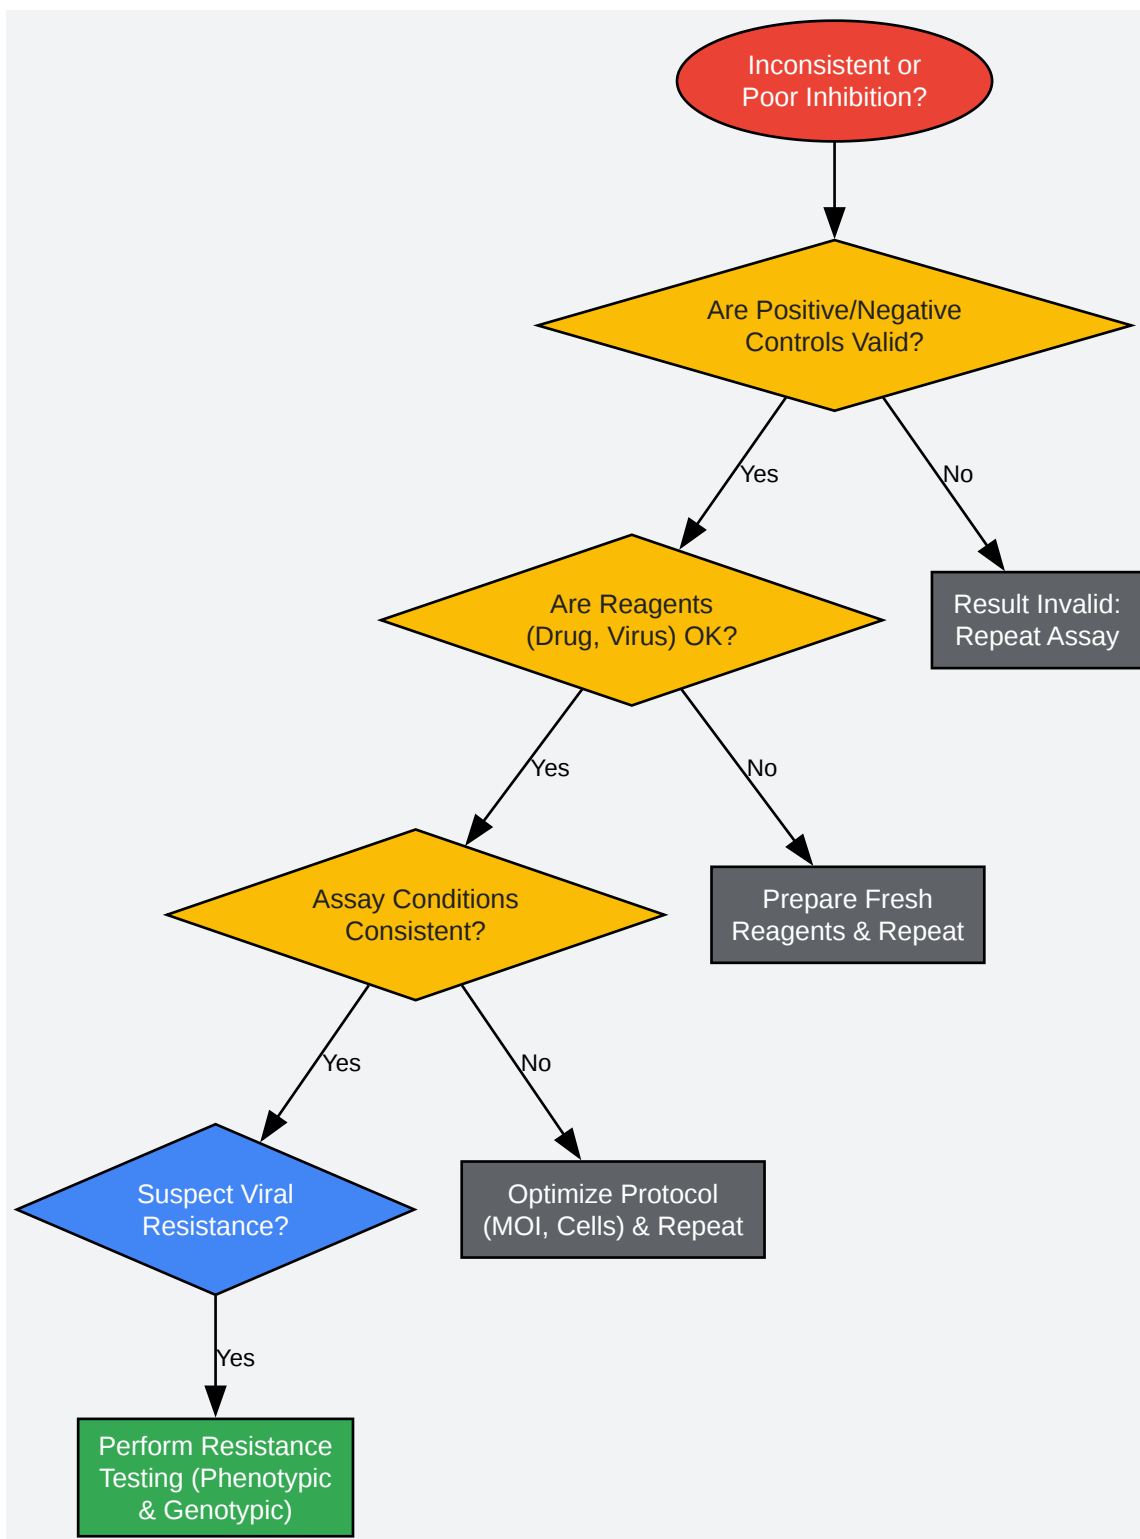 Inconsistent or
Poor Inhibition?
Are Positive/Negative
Controls Valid?
Yes
No
Are Reagents
(Drug, Virus) OK?
Result Invalid:
Repeat Assay
Yes
No
Assay Conditions
Consistent?
Prepare Fresh
Reagents & Repeat
Yes
No
Suspect Viral
Resistance?
Optimize Protocol
(MOI, Cells) & Repeat
Yes
Perform Resistance
Testing (Phenotypic
& Genotypic)